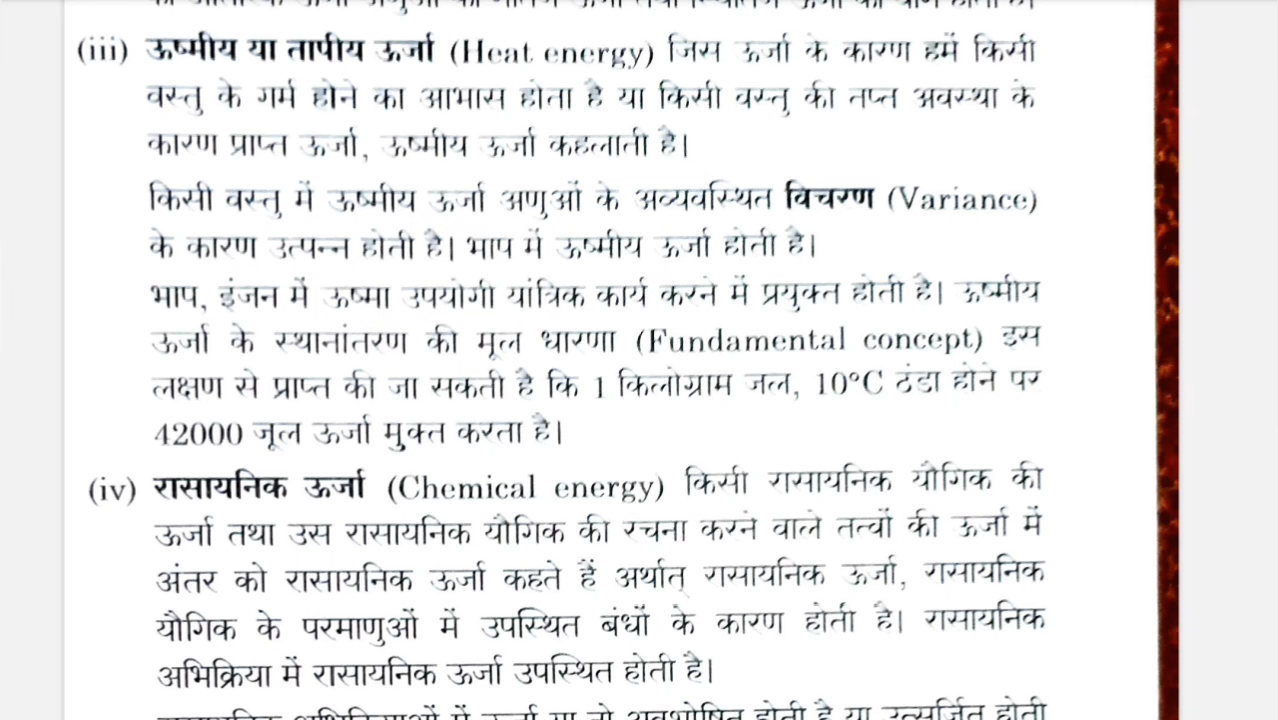 (iii) ऊष्मीय या तापीय ऊर्जा (Heat energy) जिस ऊर्जा के कारण हमें किसी
वस्तु के गर्म होने का आभास होता है या किसी वस्तु की तप्त अवस्था के
कारण प्राप्त ऊर्जा, ऊष्मीय ऊर्जा कहलाती है।
किसी वस्तु में ऊष्मीय ऊर्जा अणुओं के अव्यवस्थित विचरण (Variance)
के कारण उत्पन्न होती है। भाप में ऊष्मीय ऊर्जा होती है।
भाप, इंजन में ऊष्मा उपयोगी यांत्रिक कार्य करने में प्रयुक्त होती है। ऊष्मीय
ऊर्जा के स्थानांतरण की मूल धारणा (Fundamental concept) इस
लक्षण से प्राप्त की जा सकती है कि 1 किलोग्राम जल, 10°C ठंडा होने पर
42000 जूल ऊर्जा मुक्त करता है।
(iv) रासायनिक ऊर्जा (Chemical energy) किसी रासायनिक यौगिक की
ऊर्जा तथा उस रासायनिक यौगिक की रचना करने वाले तत्वों की ऊर्जा में
अंतर को रासायनिक ऊर्जा कहते हैं अर्थात् रासायनिक ऊर्जा, रासायनिक
यौगिक के परमाणुओं में उपस्थित बंधों के कारण होती है। रासायनिक
अभिक्रिया में रासायनिक ऊर्जा उपस्थित होती है।